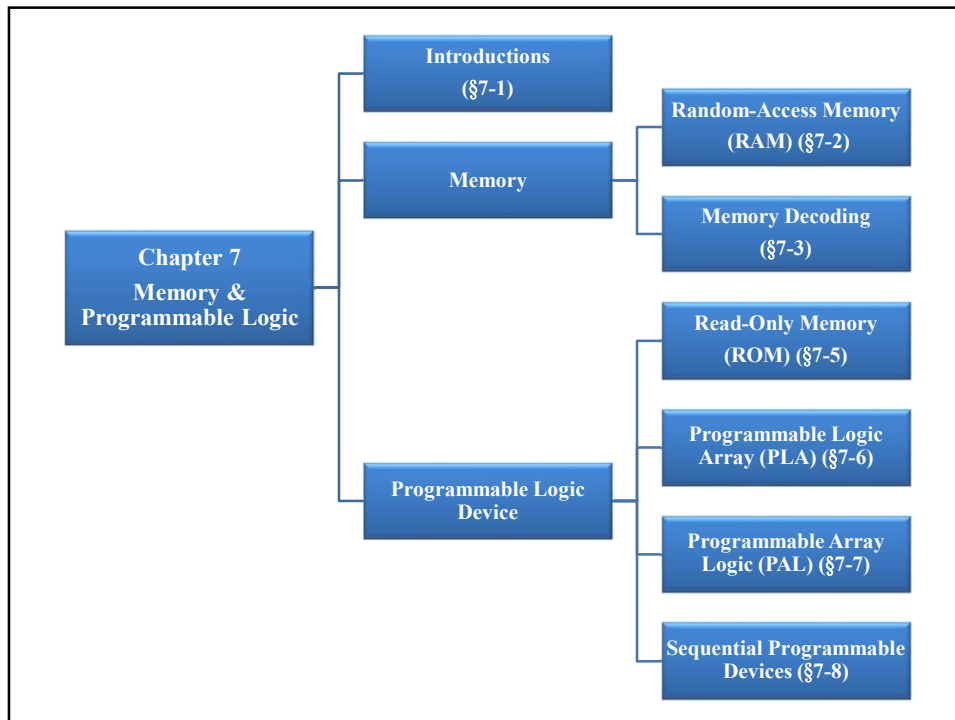 Introductions
(§7-1)
Random-Access Memory
(RAM) (§7-2)
Memory
Memory Decoding
(§7-3)
Chapter 7
Memory &
Programmable Logic
Read-Only Memory
(ROM) (§7-5)
Programmable Logic
Array (PLA) (§7-6)
Programmable Logic
Device
Programmable Array
Logic (PAL) (§7-7)
Sequential Programmable
Devices (§7-8)